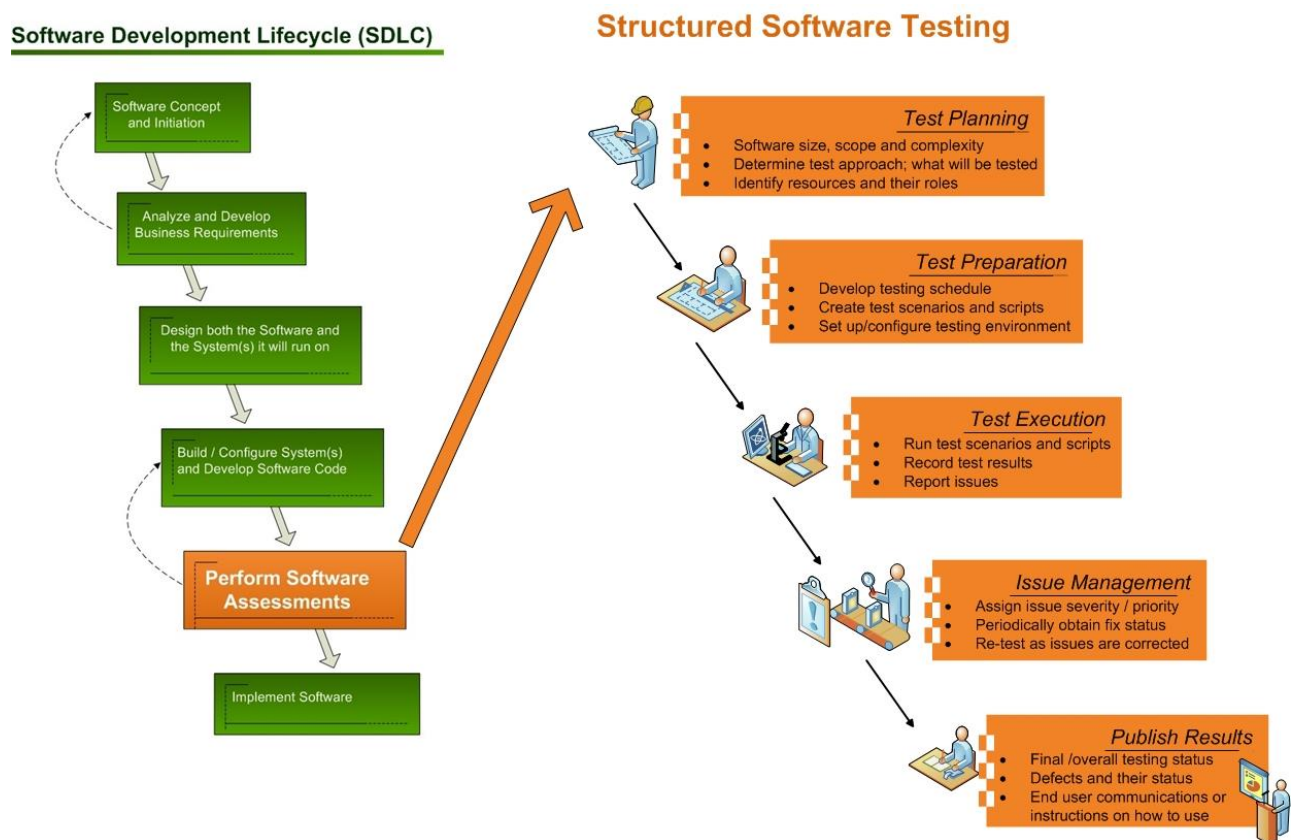 Software Development Lifecycle (SDLC)
Software Concept
and Initiation
Analyze and Develop
Business Requirements
Design both the Software and
the System(s) it will run on
Build / Configure System(s)
and Develop Software Code
Perform Software
Assessments
Implement Software
Structured Software Testing
Test Planning
• Software size, scope and complexity
• Determine test approach; what will be tested
• Identify resources and their roles
Test Preparation
• Develop testing schedule
• Create test scenarios and scripts
• Set up/configure testing environment
Test Execution
• Run test scenarios and scripts
• Record test results
• Report issues
Issue Management
• Assign issue severity / priority
• Periodically obtain fix status
• Re-test as issues are corrected
Publish Results
• Final /overall testing status
• Defects and their status
• End user communications or
instructions on how to use